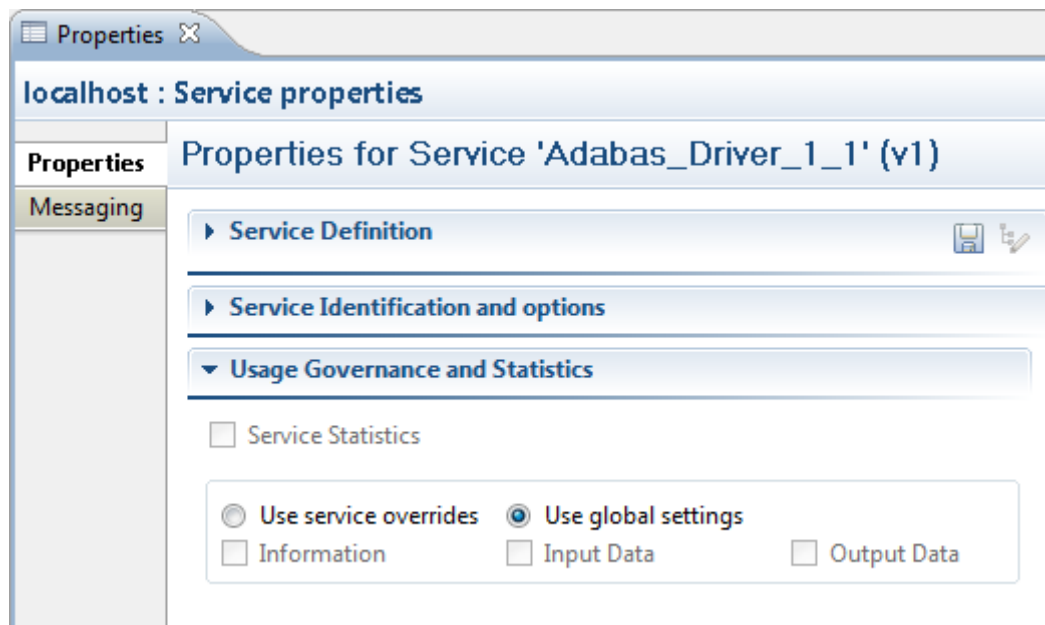 Properties
localhost : Service properties
Properties
Messaging
Properties for Service 'Adabas_Driver_1_1' (v1)
Service Definition
Service Identification and options
Usage Governance and Statistics
Service Statistics
Use service overrides Use global settings
Information Input Data Output Data